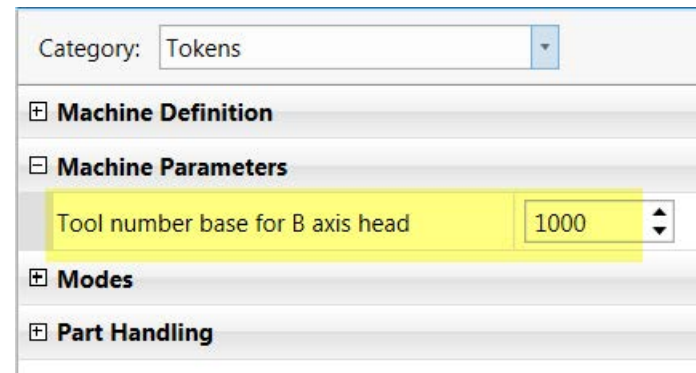 Category: Tokens
Machine Definition
Machine Parameters
Tool number base for B axis head 1000
Modes
Part Handling